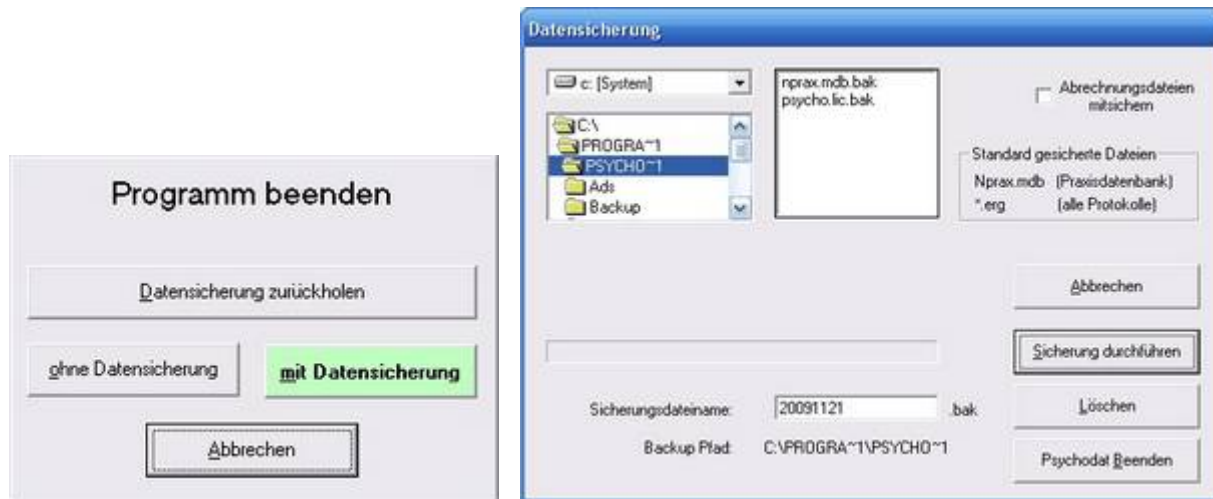 Programm beenden
Datensicherung zurückholen
ohne Datensicherung
mit Datensicherung
Abbrechen
Datensicherung
c: [System]
C:\
PROGRA~1
PSYCHO~1
Ads
Backup
nprax.mdb.bak
psycho.lic.bak
Abrechnungsdateien
mitsichern
Standard gesicherte Dateien
Nprax.mdb (Praxisdatenbank)
*.erg (alle Protokolle)
Abbrechen
Sicherung durchführen
Sicherungsdateiname: 20091121 .bak
Löschen
Backup Pfad: C:\PROGRA~1\PSYCHO~1
Psychodat Beenden